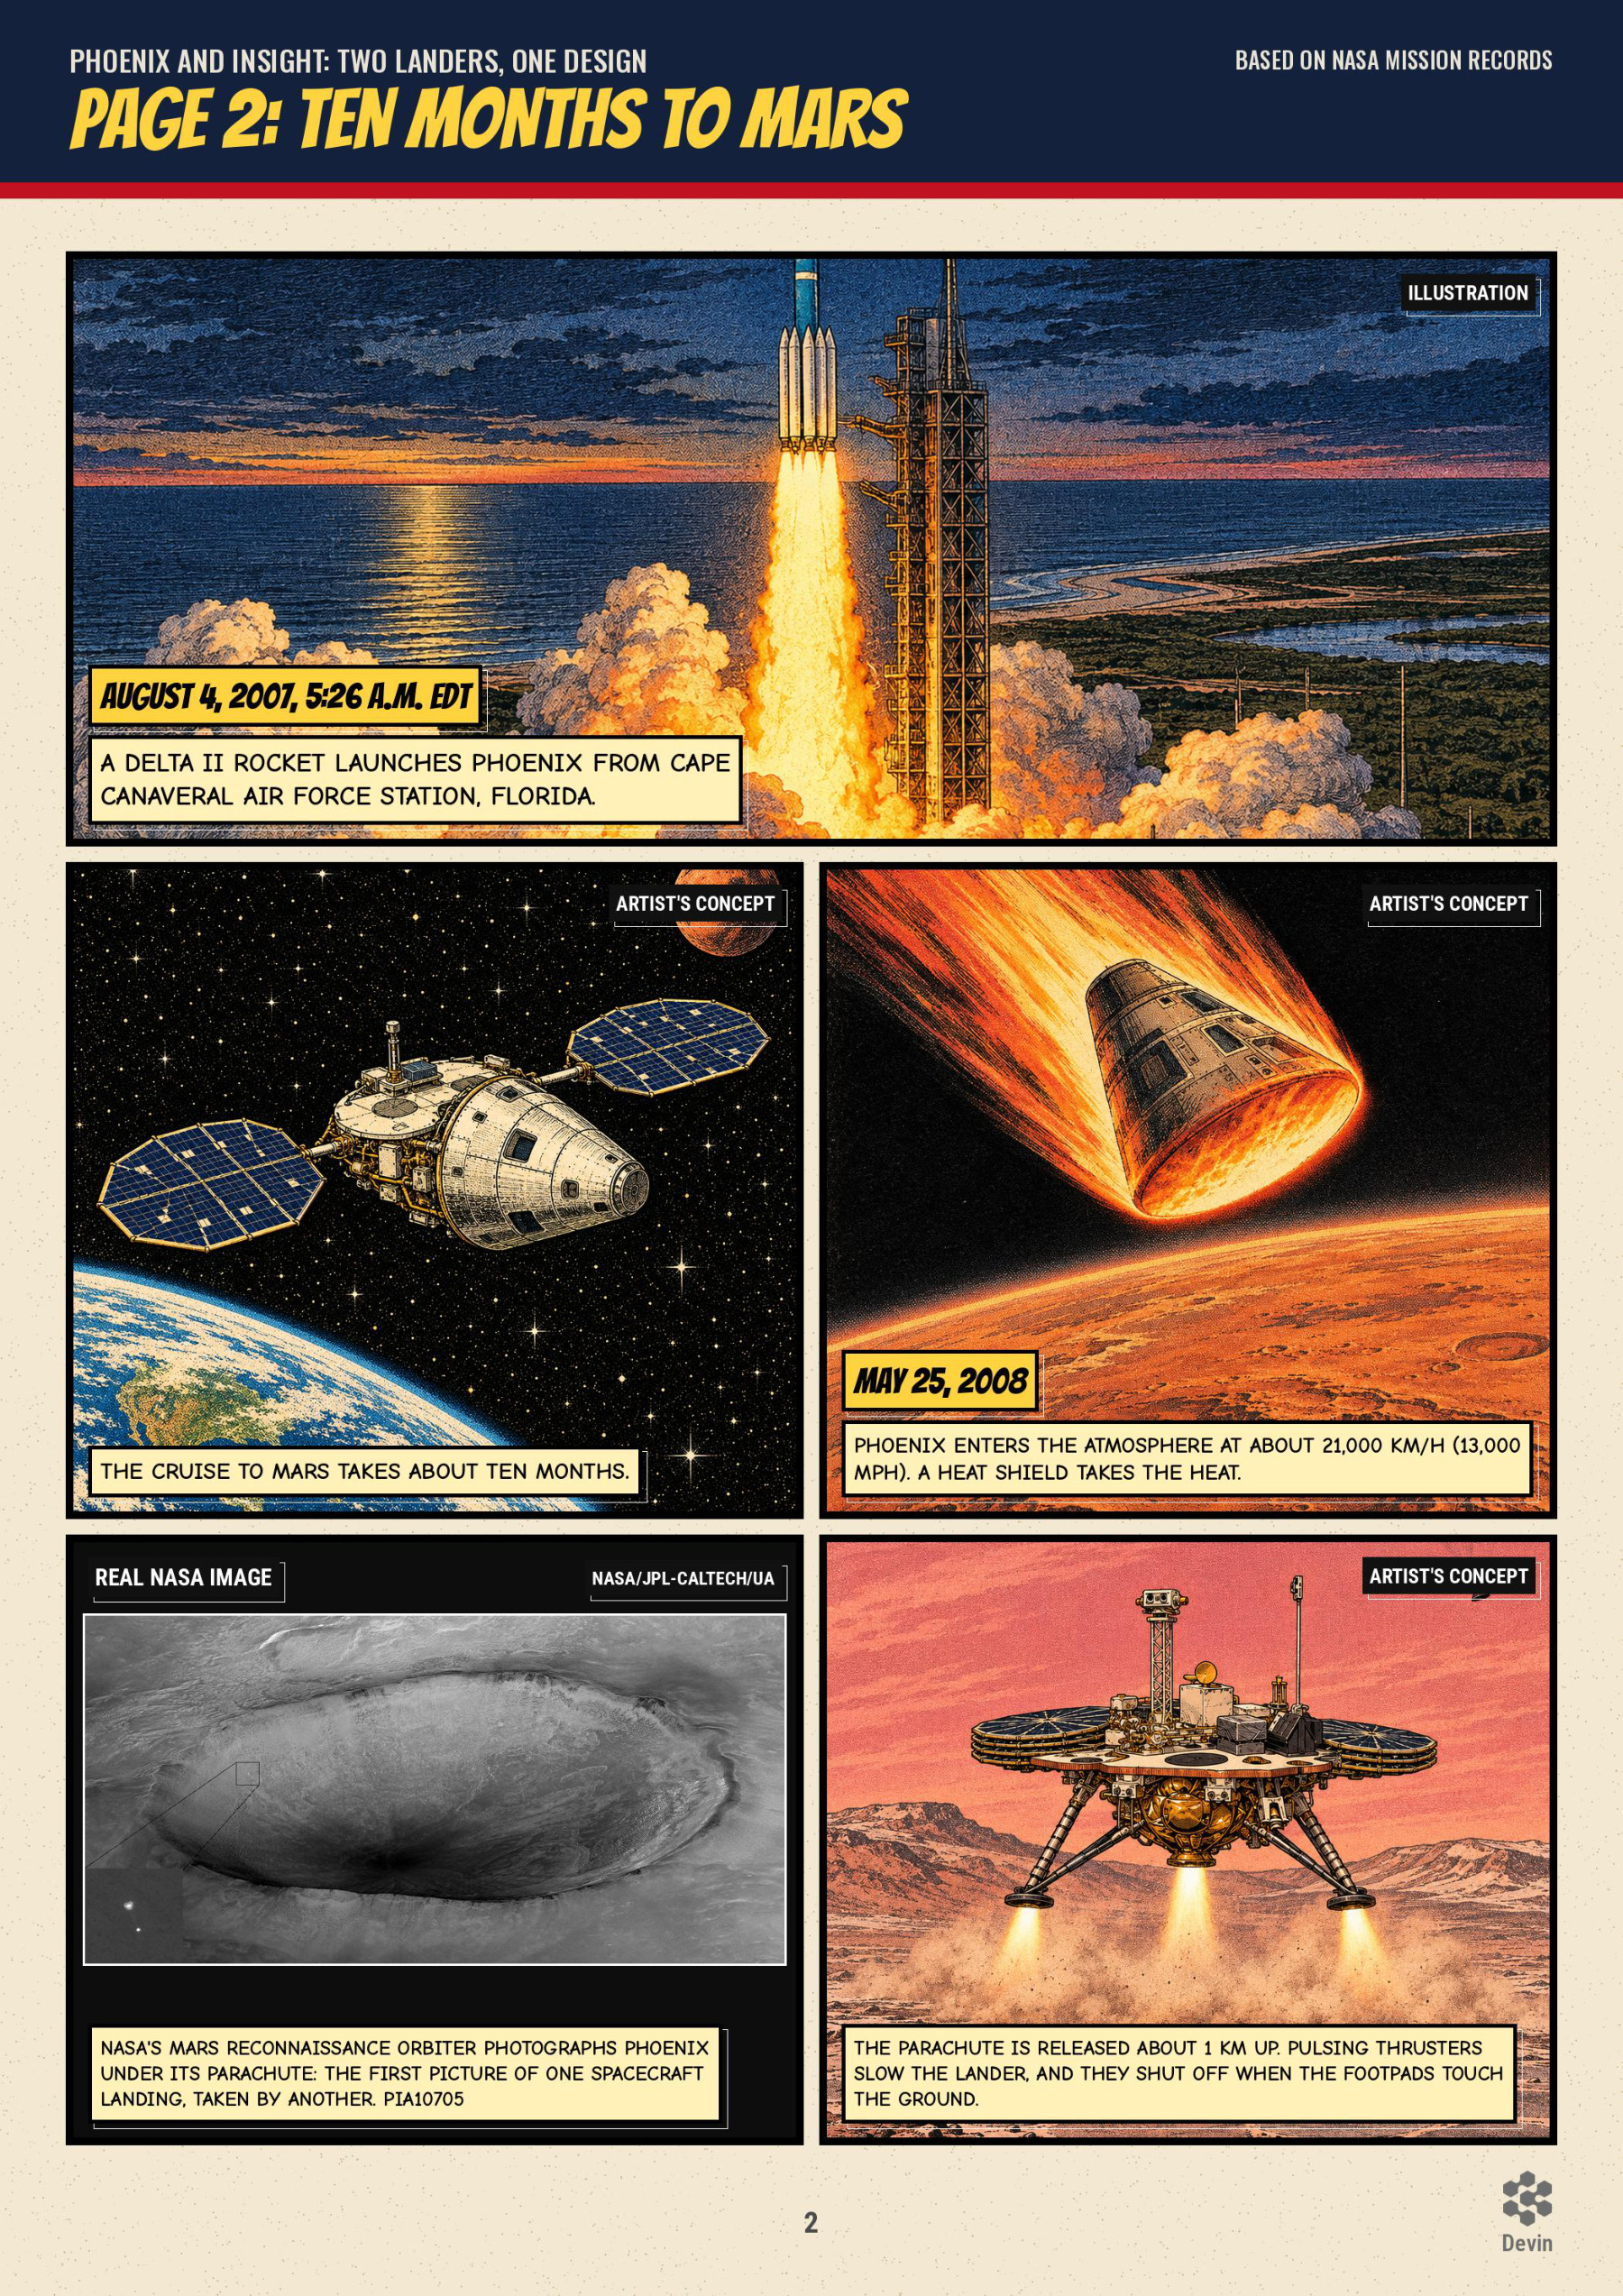 PHOENIX AND INSIGHT: TWO LANDERS, ONE DESIGN
BASED ON NASA MISSION RECORDS
PAGE 2: TEN MONTHS TO MARS
ILLUSTRATION
AUGUST 4, 2007, 5:26 A.M. EDT
A DELTA II ROCKET LAUNCHES PHOENIX FROM CAPE
CANAVERAL AIR FORCE STATION, FLORIDA.
ARTIST'S CONCEPT
THE CRUISE TO MARS TAKES ABOUT TEN MONTHS.
ARTIST'S CONCEPT
MAY 25, 2008
PHOENIX ENTERS THE ATMOSPHERE AT ABOUT 21,000 KM/H (13,000
MPH). A HEAT SHIELD TAKES THE HEAT.
REAL NASA IMAGE
NASA/JPL-CALTECH/UA
NASA'S MARS RECONNAISSANCE ORBITER PHOTOGRAPHS PHOENIX
UNDER ITS PARACHUTE: THE FIRST PICTURE OF ONE SPACECRAFT
LANDING, TAKEN BY ANOTHER. PIA10705
ARTIST'S CONCEPT
THE PARACHUTE IS RELEASED ABOUT 1 KM UP. PULSING THRUSTERS
SLOW THE LANDER, AND THEY SHUT OFF WHEN THE FOOTPADS TOUCH
THE GROUND.
2
Devin